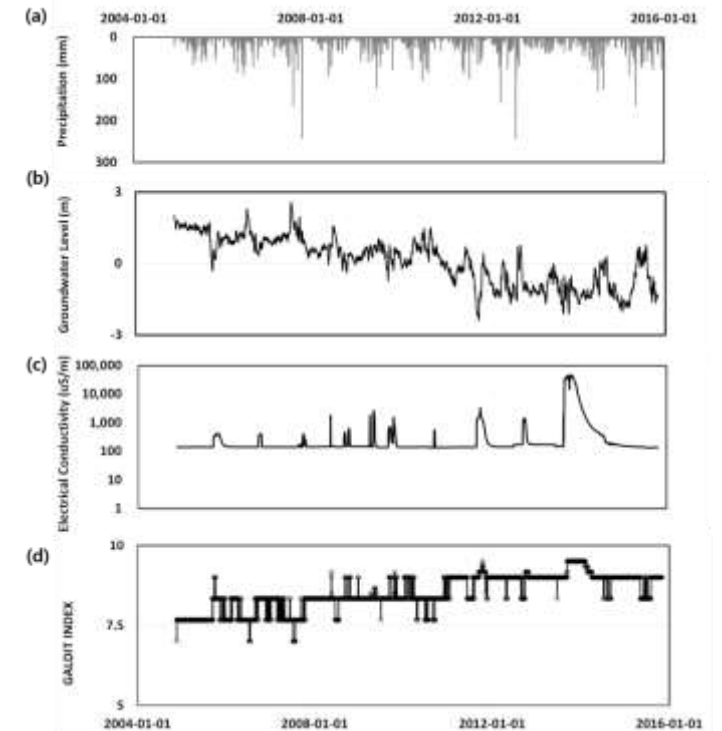 (a)
2004-01-01 2008-01-01 2012-01-01 2016-01-01
Precipitation (mm)
0
100
200
300
(b)
Groundwater Level (m)
3
0
-3
(c)
Electrical Conductivity (uS/m)
100,000
10,000
1,000
100
10
1
(d)
GALDIT INDEX
10
7.5
5
2004-01-01 2008-01-01 2012-01-01 2016-01-01